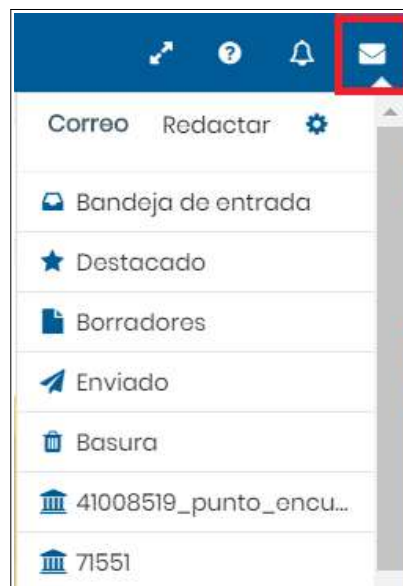 Correo Redactar
Bandeja de entrada
Destacado
Borradores
Enviado
Basura
41008519_punto_encu...
71551